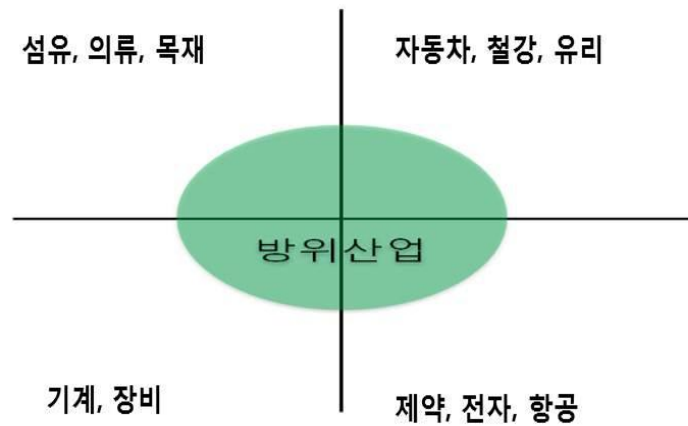 섬유, 의류, 목재
자동차, 철강, 유리
방위산업
기계, 장비
제약, 전자, 항공